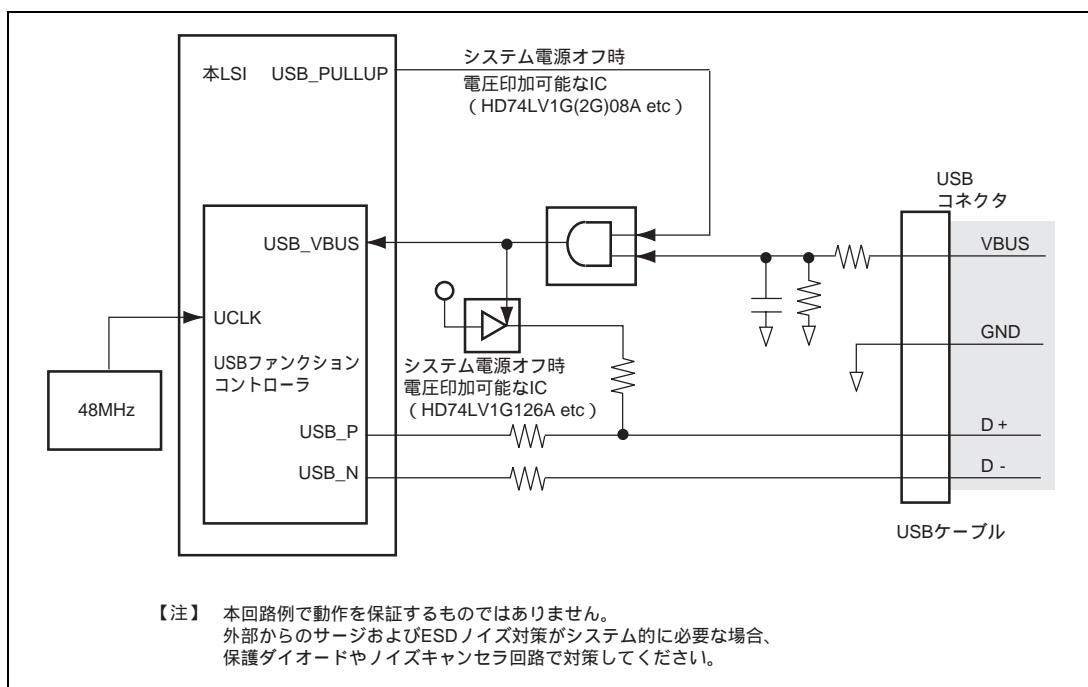 本LSI
USB_PULLUP
システム電源オフ時
電圧印加可能なIC
（HD74LV1G(2G)08A etc）
USB
コネクタ
USB_VBUS
VBUS
UCLK
USBファンクション
コントローラ
GND
システム電源オフ時
電圧印加可能なIC
（HD74LV1G126A etc）
48MHz
USB_P
D+
USB_N
D-
USBケーブル
【注】 本回路例で動作を保証するものではありません。
外部からのサージおよびESDノイズ対策がシステム的に必要な場合、
保護ダイオードやノイズキャンセラ回路で対策してください。